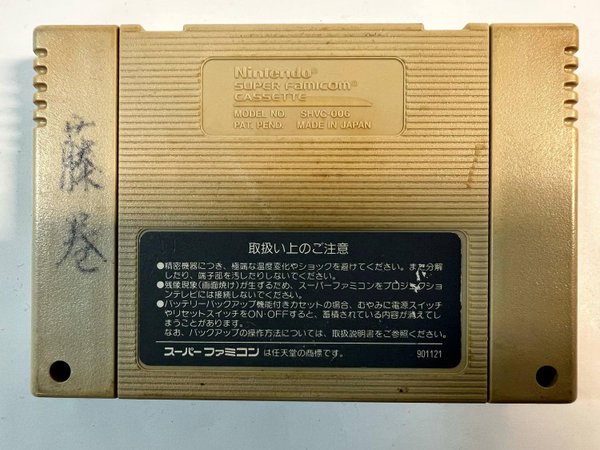 藤巻
Nintendo®
SUPER Famicom®
CASSETTE
MODEL NO. SHVC-006
PAT. PEND. MADE IN JAPAN
取扱い上のご注意
●精密機器につき、極端な温度変化やショックを避けてください。また分解
したり、端子部を汚したりしないでください。
●残像現象(画面焼け)が生ずるため、スーパーファミコンをプロジェクショ
ンテレビには接続しないでください。
●バッテリーバックアップ機能付きカセットの場合、むやみに電源スイッチ
やリセットスイッチをON・OFFすると、蓄積されている内容が消えてし
まうことがあります。
なお、バックアップの操作方法については、取扱説明書をご参照ください。
スーパーファミコン は任天堂の商標です。 901121